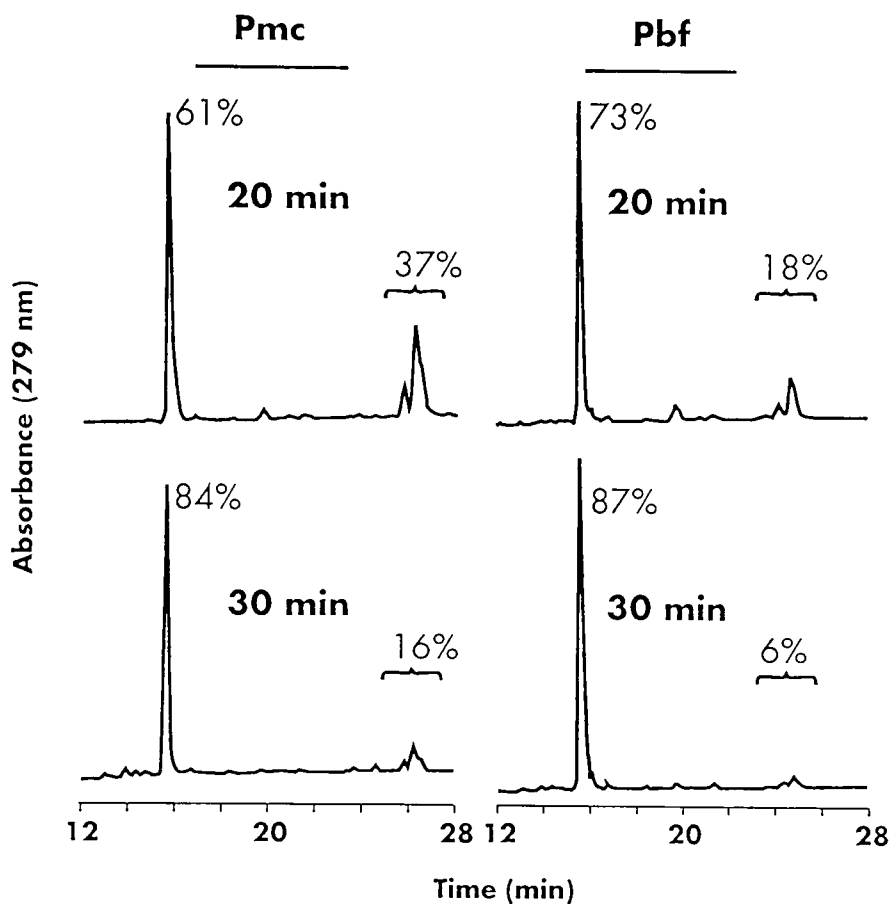 Pmc
Pbf
61%
73%
20 min
20 min
37%
18%
Absorbance (279 nm)
84%
87%
30 min
30 min
16%
6%
12 20 28 12 20 28
Time (min)